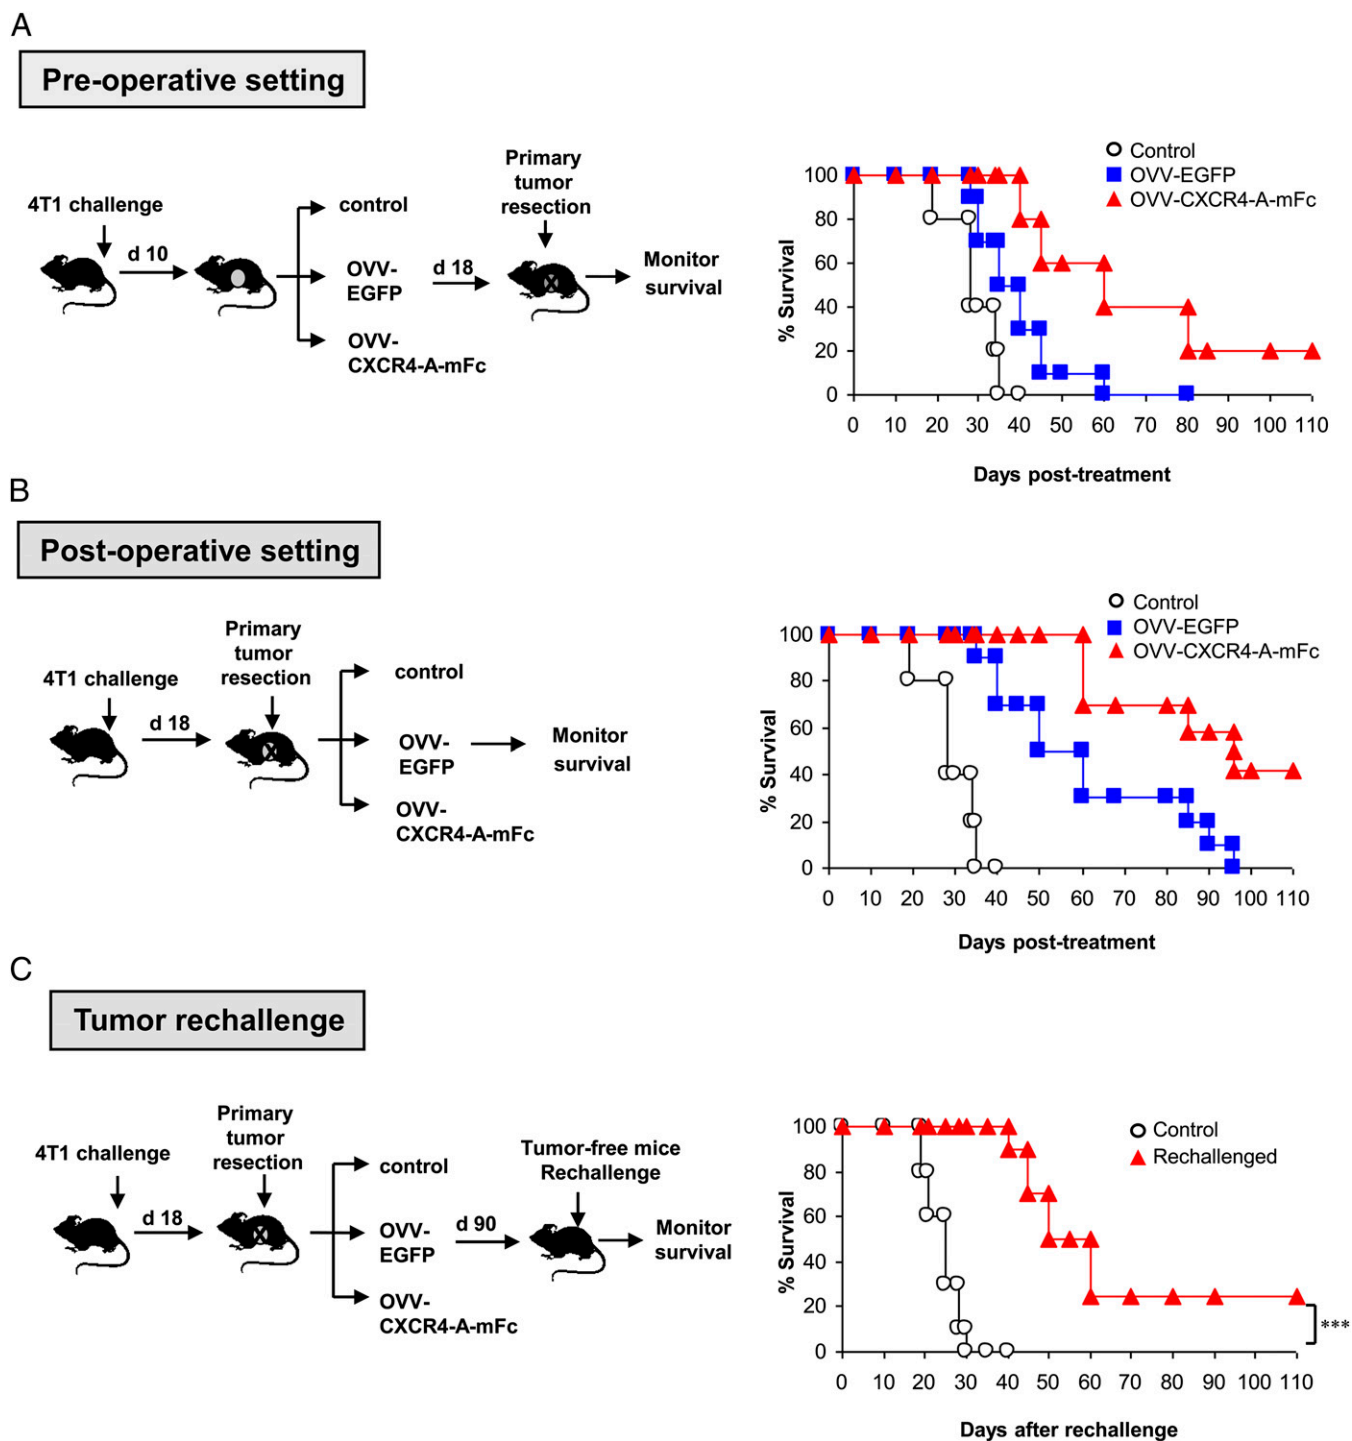 A
Pre-operative setting
4T1 challenge
d 10
control
OVV-
EGFP
OVV-
CXCR4-A-mFc
d 18
Primary
tumor
resection
Monitor
survival
Control
OVV-EGFP
OVV-CXCR4-A-mFc
% Survival
100
80
60
40
20
0
0 10 20 30 40 50 60 70 80 90 100 110
Days post-treatment
B
Post-operative setting
4T1 challenge
d 18
Primary
tumor
resection
control
OVV-
EGFP
OVV-
CXCR4-A-mFc
Monitor
survival
Control
OVV-EGFP
OVV-CXCR4-A-mFc
% Survival
100
80
60
40
20
0
0 10 20 30 40 50 60 70 80 90 100 110
Days post-treatment
C
Tumor rechallenge
4T1 challenge
d 18
Primary
tumor
resection
control
OVV-
EGFP
OVV-
CXCR4-A-mFc
d 90
Tumor-free mice
Rechallenge
Monitor
survival
Control
Rechallenged
% Survival
100
80
60
40
20
0
0 10 20 30 40 50 60 70 80 90 100 110
***
Days after rechallenge